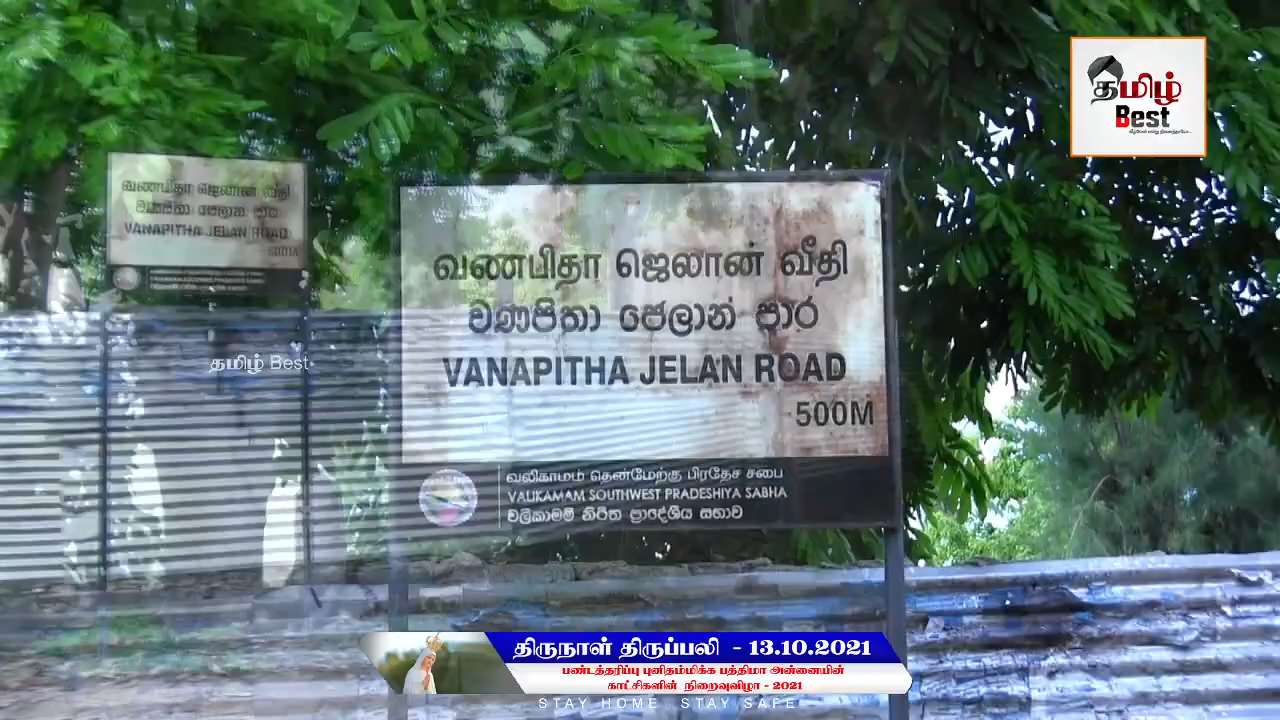 தமிழ்
Best
வணபிதா ஜெலான் வீதி
වණපිතා ජෙලාන් පාර
VANAPITHA JELAN ROAD
500M
வணபிதா ஜெலான் வீதி
වණපිතා ජෙලාන් පාර
VANAPITHA JELAN ROAD
500M
தமிழ் Best
வலிகாமம் தென்மேற்கு பிரதேச சபை
VALIKAMAM SOUTHWEST PRADESHIYA SABHA
වලිකාමම් නිරිත ප්‍රාදේශීය සභාව
திருநாள் திருப்பலி - 13.10.2021
பண்டத்தரிப்பு புனிதம்மிக்க பத்திமா அன்னையின்
காட்சிகளின் நிறைவுவிழா - 2021
STAY HOME STAY SAFE